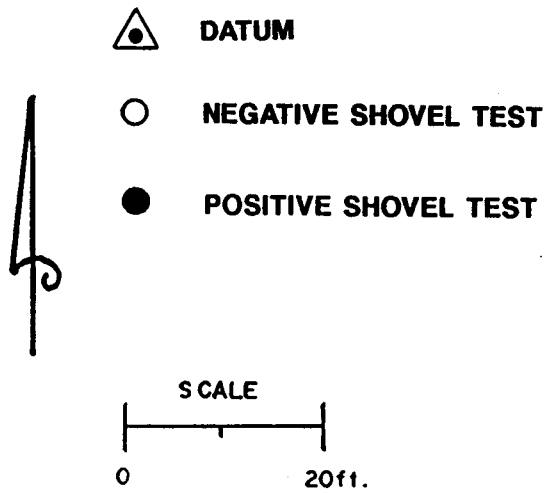 DATUM
NEGATIVE SHOVEL TEST
POSITIVE SHOVEL TEST
SCALE
0 20ft.